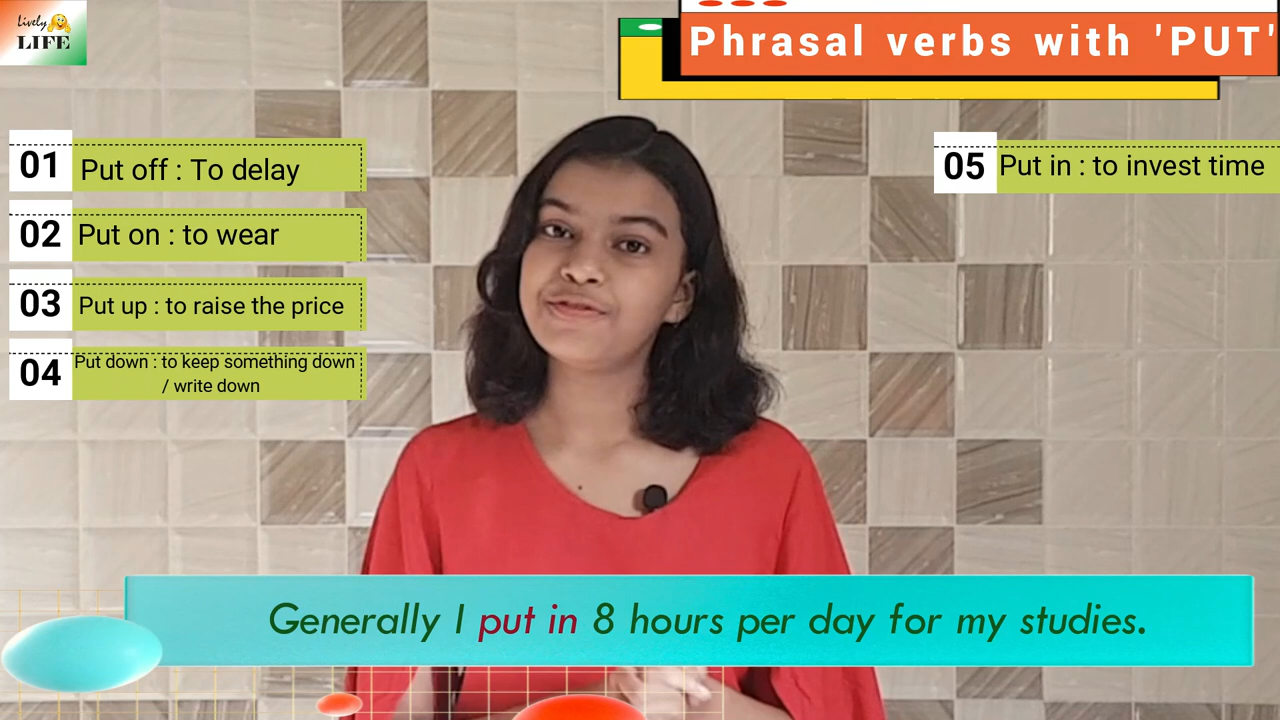 Lively
LIFE
Phrasal verbs with 'PUT'
01 Put off : To delay
02 Put on : to wear
03 Put up : to raise the price
04 Put down : to keep something down
/ write down
05 Put in : to invest time
Generally I put in 8 hours per day for my studies.